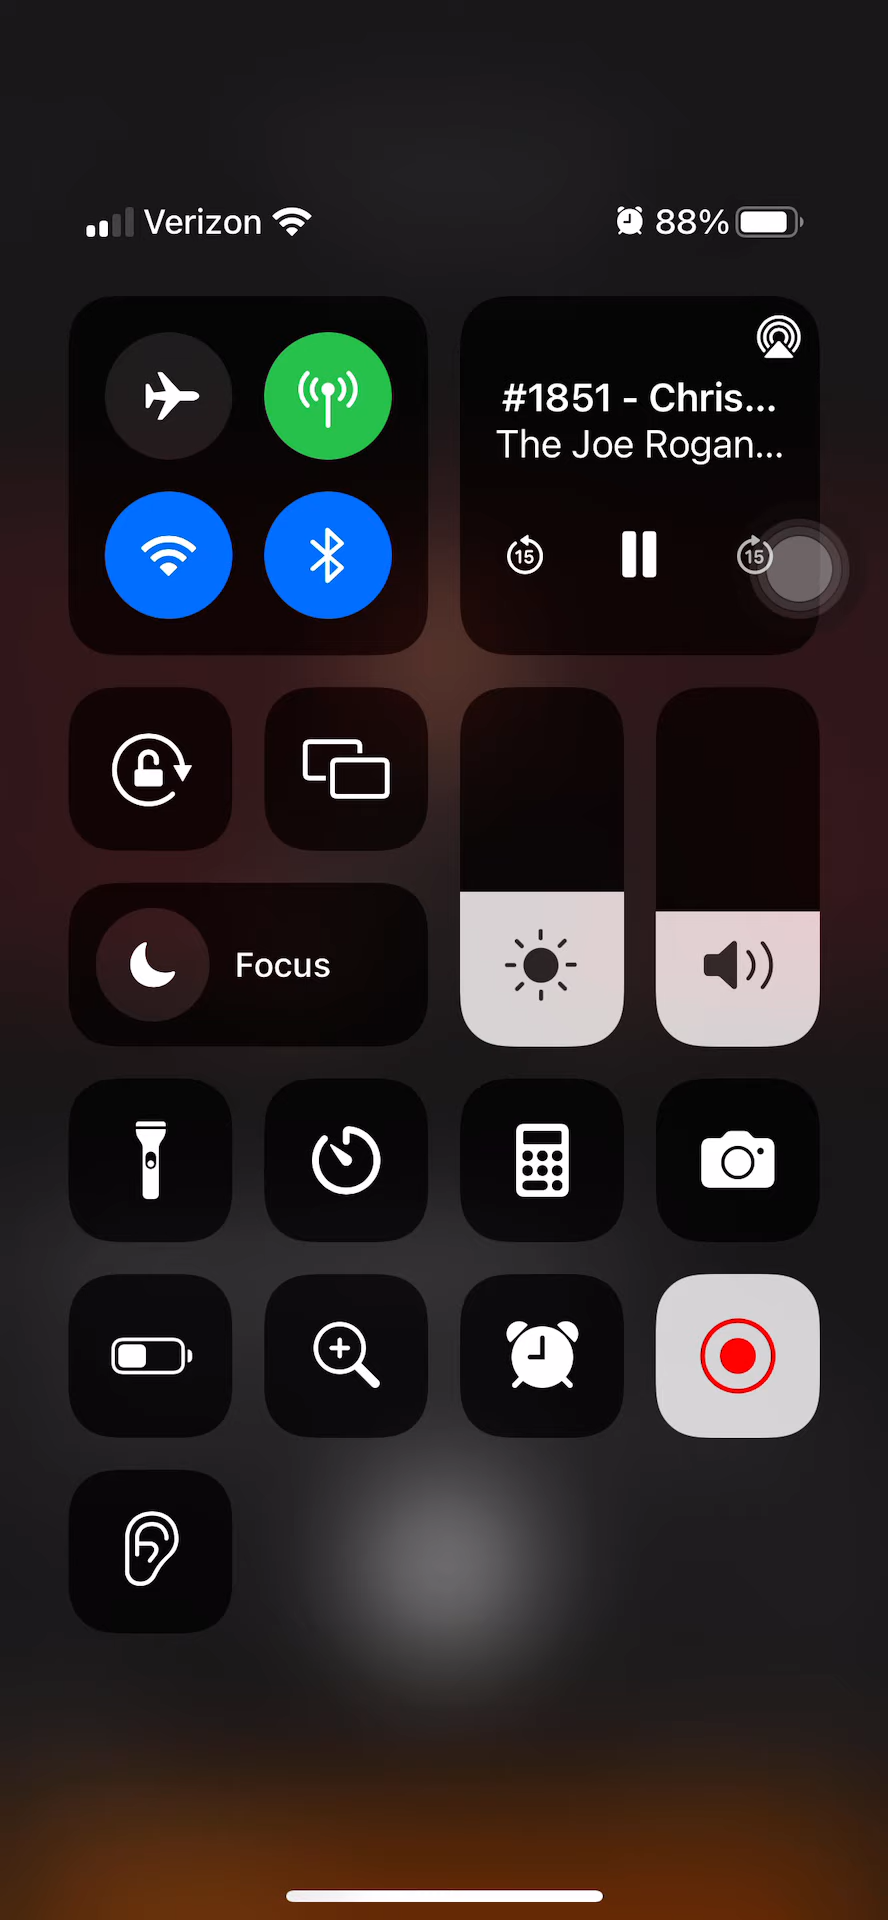 Verizon
88%
#1851 - Chris...
The Joe Rogan...
15
15
Focus